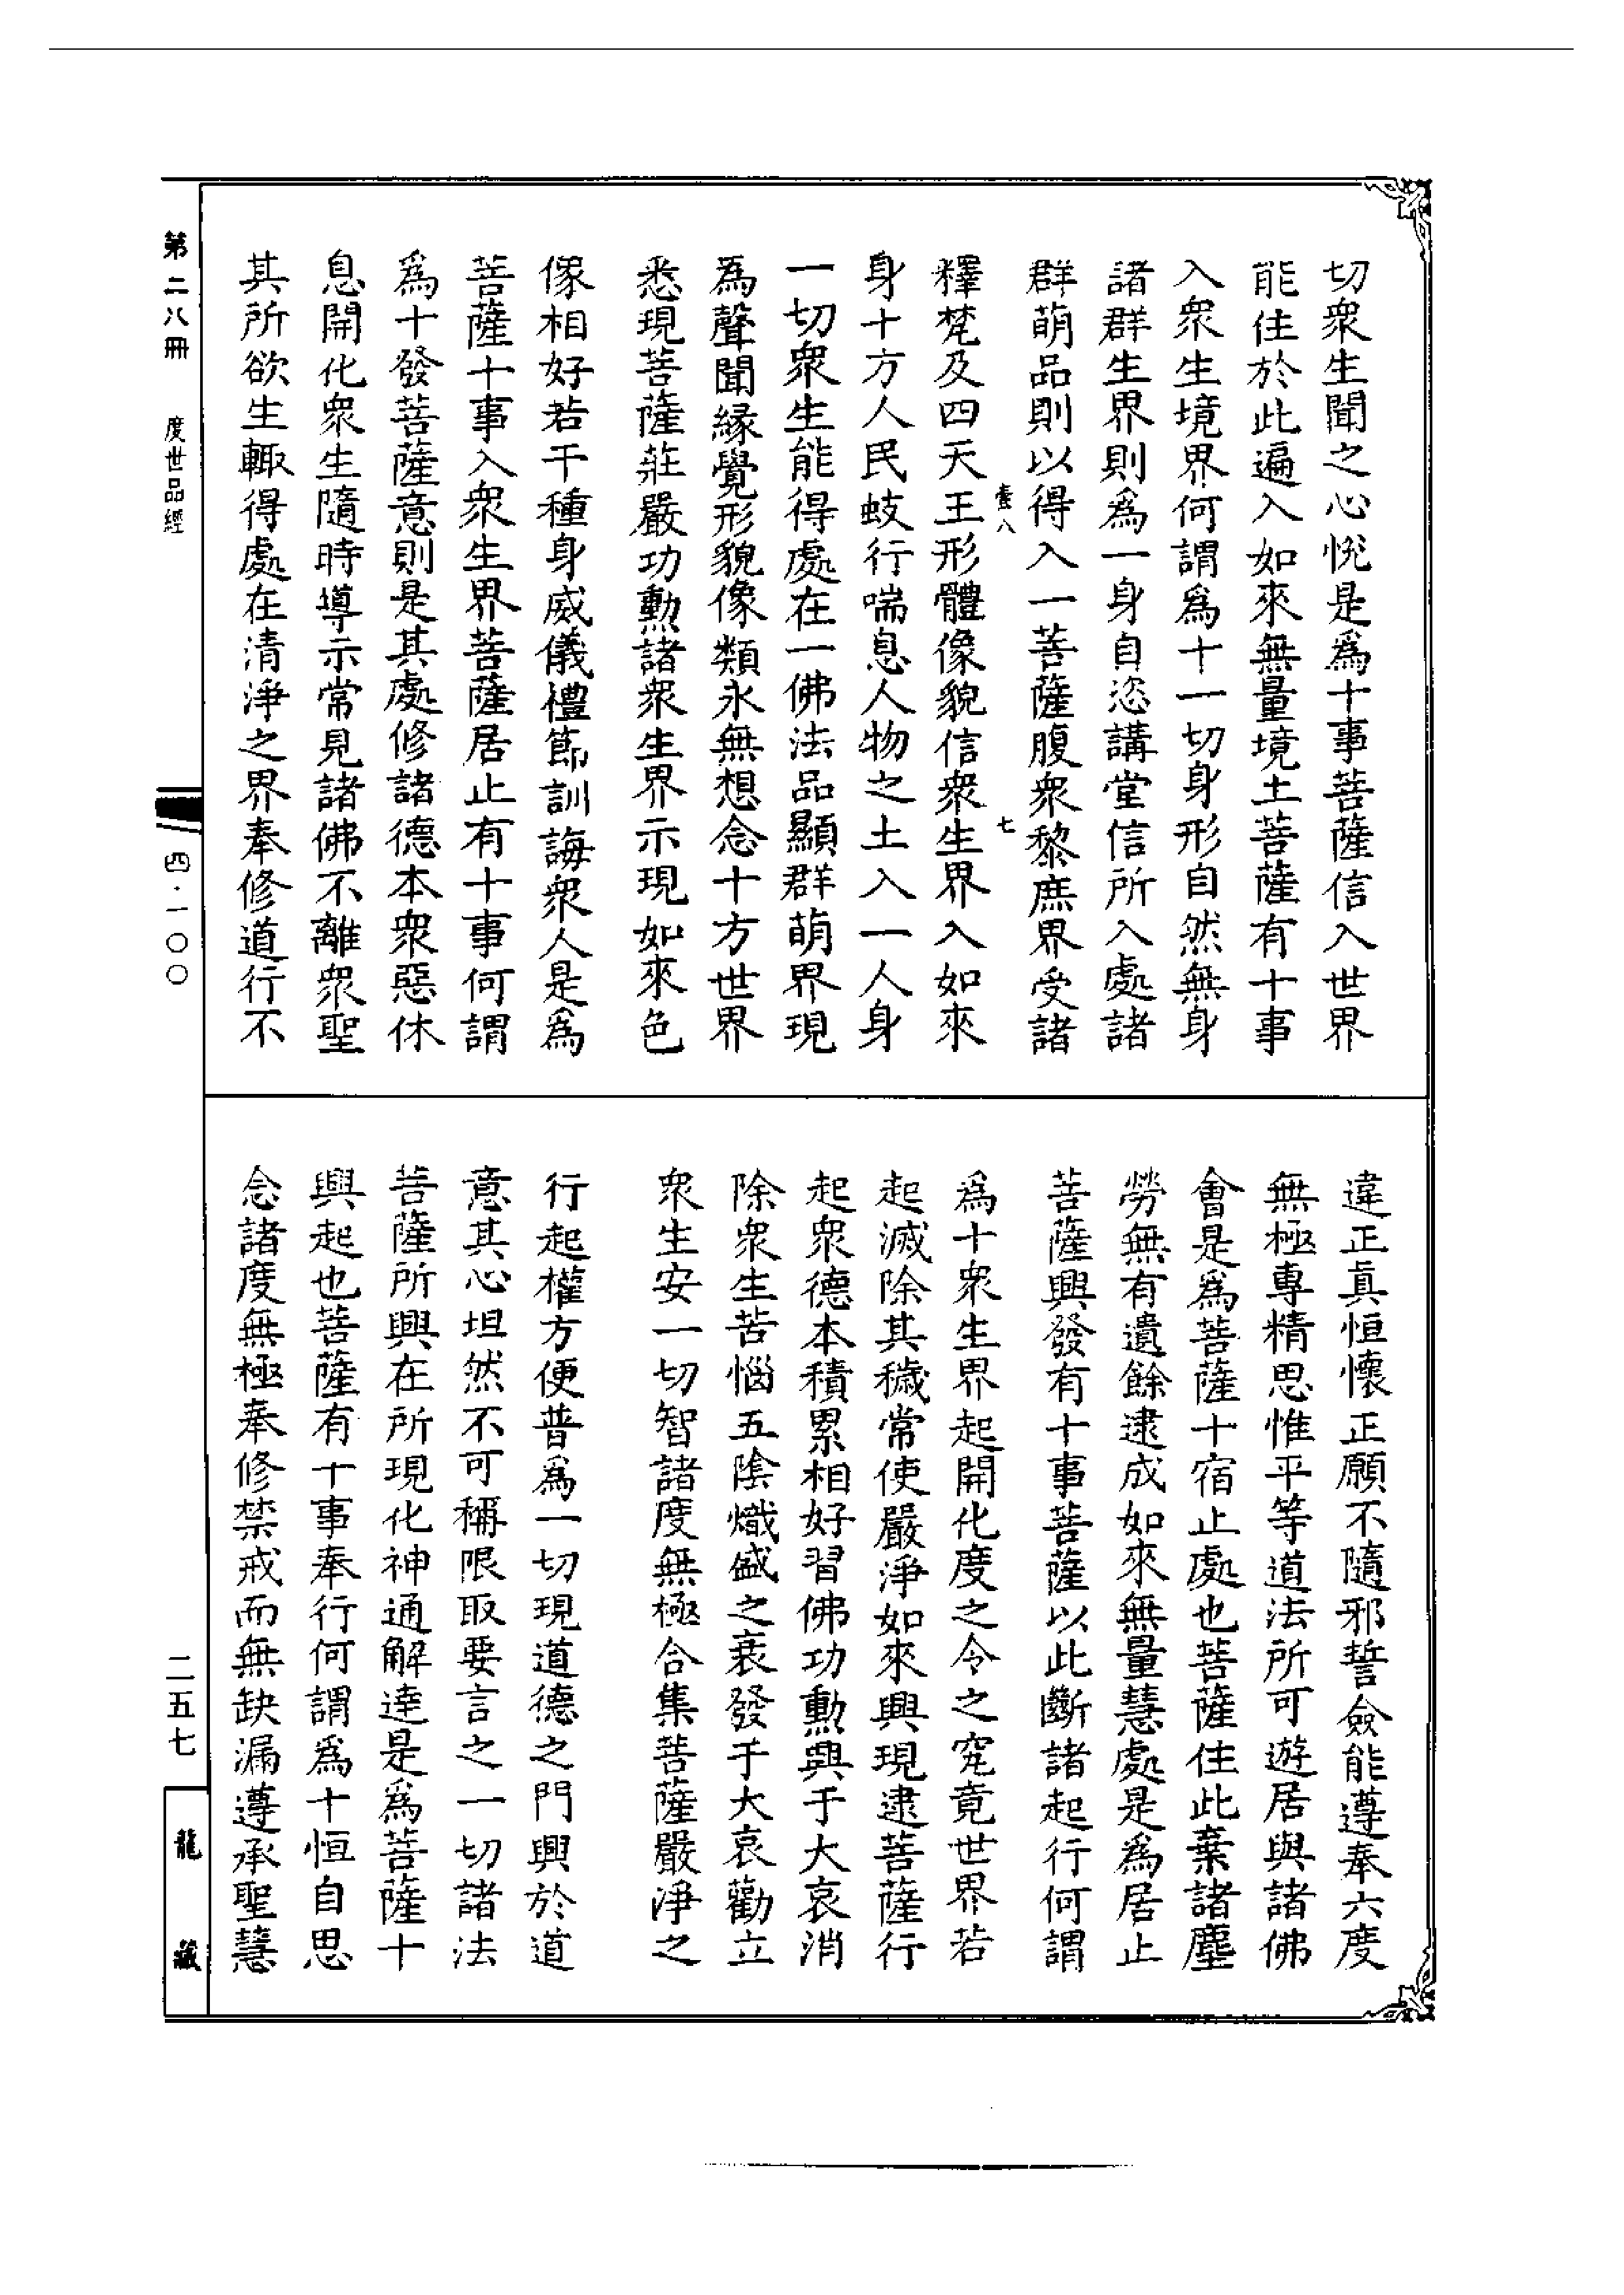 切衆生聞之心悅是爲十事菩薩信入世界
能住於此遍入如來無量境土菩薩有十事
入衆生境界何謂爲十一切身形自然無身
諸群生界則爲一身自恣講堂信所入處諸
群萌品則以得入一菩薩腹衆黎庶界受諸
釋梵及四天王形體像貌信衆生界入如來
身十方人民蚑行喘息人物之土入一人身
一切衆生能得處在一佛法品顯群萌界現
爲聲聞緣覺形貌像類永無想念十方世界
悉現菩薩莊嚴功勳諸衆生界示現如來色
像相好若干種身威儀禮節訓誨衆人是爲
菩薩十事入衆生界菩薩居止有十事何謂
爲十發菩薩意則是其處修諸德本衆惡休
息開化衆生隨時導示常見諸佛不離衆聖
其所欲生輙得處在清淨之界奉修道行不
違正眞恒懷正願不隨邪誓僉能遵奉六度
無極專精思惟平等道法所可遊居與諸佛
會是爲菩薩十宿止處也菩薩住此棄諸塵
勞無有遺餘逮成如來無量慧處是爲居止
菩薩興發有十事菩薩以此斷諸起行何謂
爲十衆生界起開化度之令之究竟世界若
起滅除其穢常使嚴淨如來興現逮菩薩行
起衆德本積累相好習佛功勳興于大哀消
除衆生苦惱五陰熾盛之衰發于大哀勸立
衆生安一切智諸度無極合集菩薩嚴淨之
行起權方便普爲一切現道德之門興於道
意其心坦然不可稱限取要言之一切諸法
菩薩所興在所現化神通解達是爲菩薩十
興起也菩薩有十事奉行何謂爲十恒自思
念諸度無極奉修禁戒而無缺漏遵承聖慧
第二八冊 度世品經
四·一〇〇
二五七
龍藏
七